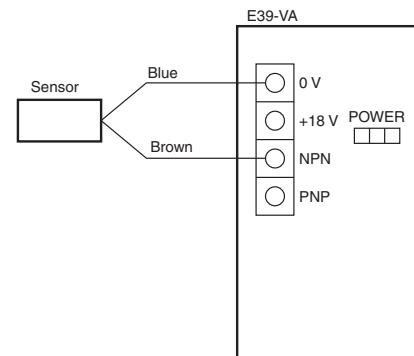 E39-VA
Blue
Sensor
0 V
+18 V
POWER
Brown
NPN
PNP